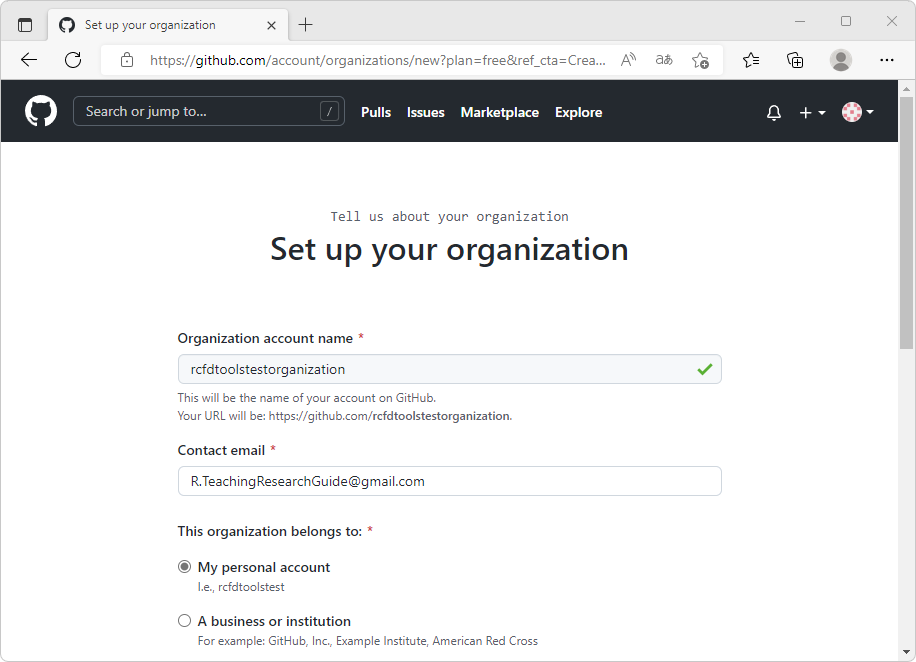 Set up your organization
https://github.com/account/organizations/new?plan=free&ref_cta=Crea...
Search or jump to... /
Pulls Issues Marketplace Explore
Tell us about your organization
Set up your organization
Organization account name *
rcfdtoolstestorganization
This will be the name of your account on GitHub.
Your URL will be: https://github.com/rcfdtoolstestorganization.
Contact email *
R.TeachingResearchGuide@gmail.com
This organization belongs to: *
My personal account
I.e., rcfdtoolstest
A business or institution
For example: GitHub, Inc., Example Institute, American Red Cross